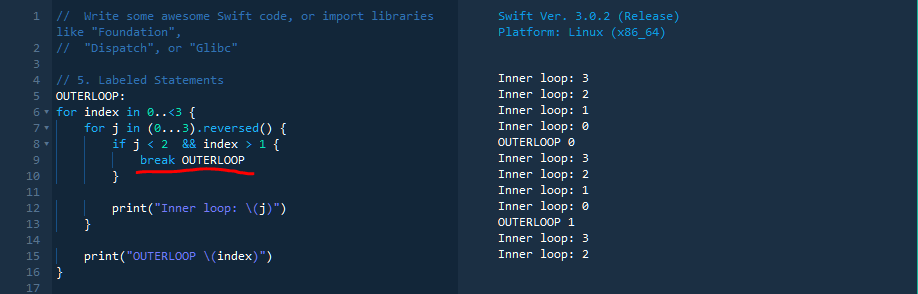 1 // Write some awesome Swift code, or import libraries
like "Foundation",
2 // "Dispatch", or "Glibc"
3
4 // 5. Labeled Statements
5 OUTERLOOP:
6 for index in 0..<3 {
7 for j in (0...3).reversed() {
8 if j < 2  && index > 1 {
9 break OUTERLOOP
10 }
11
12 print("Inner loop: \(j)")
13 }
14
15 print("OUTERLOOP \(index)")
16 }
17
Swift Ver. 3.0.2 (Release)
Platform: Linux (x86_64)
Inner loop: 3
Inner loop: 2
Inner loop: 1
Inner loop: 0
OUTERLOOP 0
Inner loop: 3
Inner loop: 2
Inner loop: 1
Inner loop: 0
OUTERLOOP 1
Inner loop: 3
Inner loop: 2